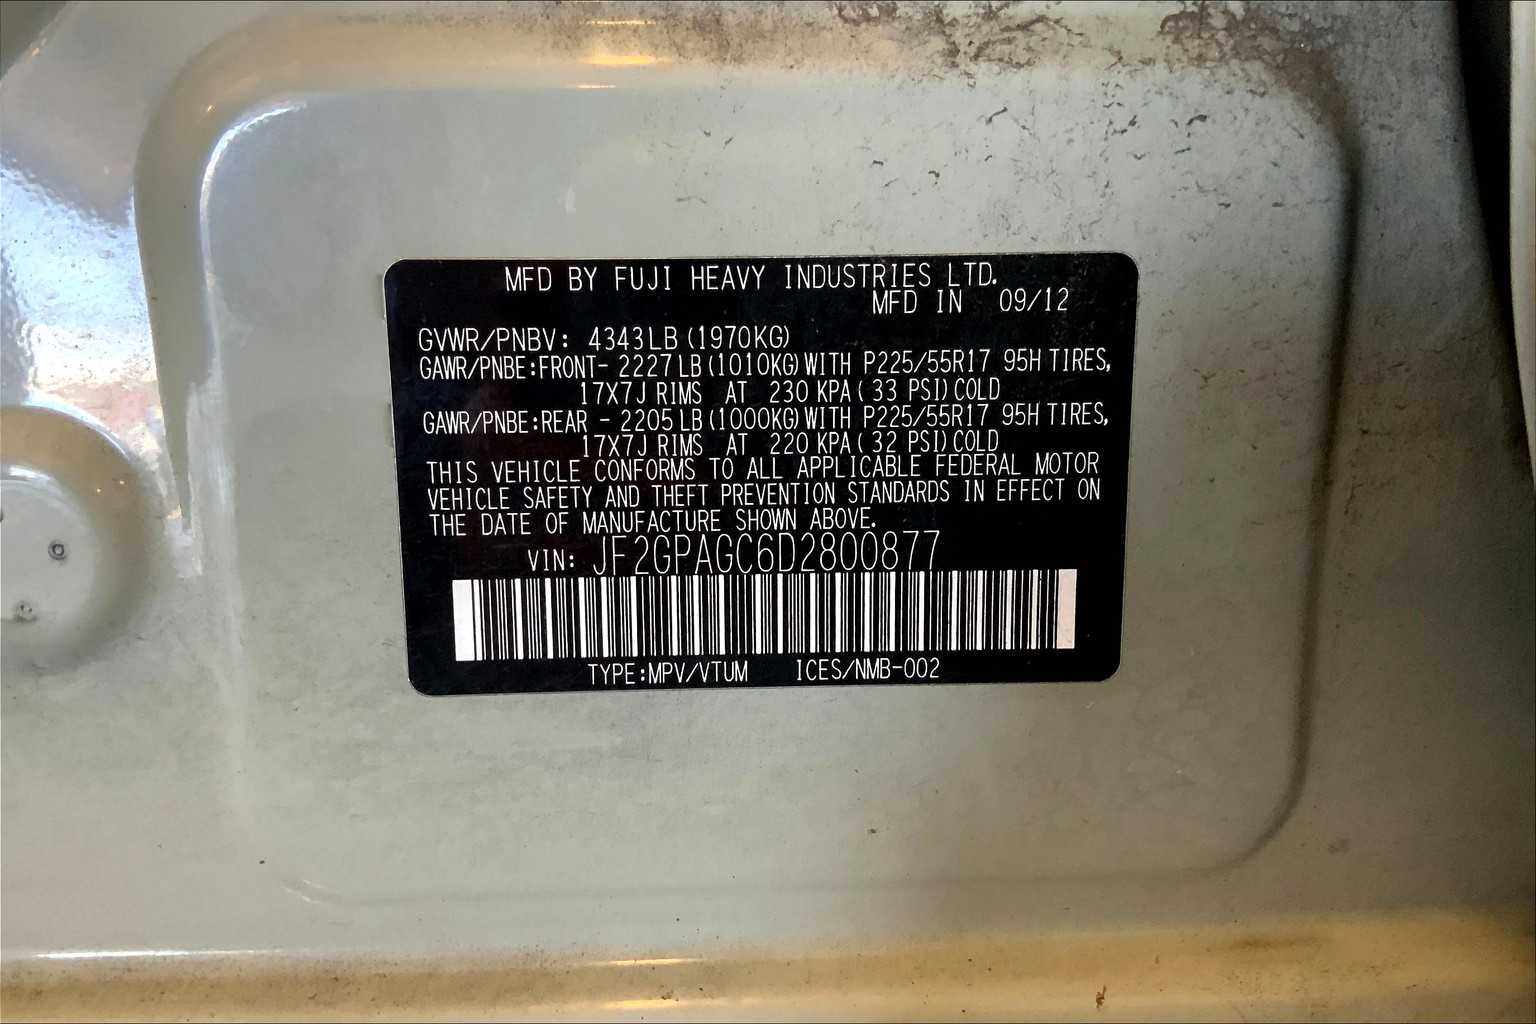 MFD BY FUJI HEAVY INDUSTRIES LTD.
MFD IN 09/12
GVWR/PNBV: 4343LB(1970KG)
GAWR/PNBE:FRONT- 2227LB(1010KG)WITH P225/55R17 95H TIRES,
17X7J RIMS AT 230 KPA(33 PSI)COLD
GAWR/PNBE:REAR - 2205LB(1000KG)WITH P225/55R17 95H TIRES,
17X7J RIMS AT 220 KPA(32 PSI)COLD
THIS VEHICLE CONFORMS TO ALL APPLICABLE FEDERAL MOTOR
VEHICLE SAFETY AND THEFT PREVENTION STANDARDS IN EFFECT ON
THE DATE OF MANUFACTURE SHOWN ABOVE.
VIN: JF2GPAGC6D2800877
TYPE:MPV/VTUM ICES/NMB-002